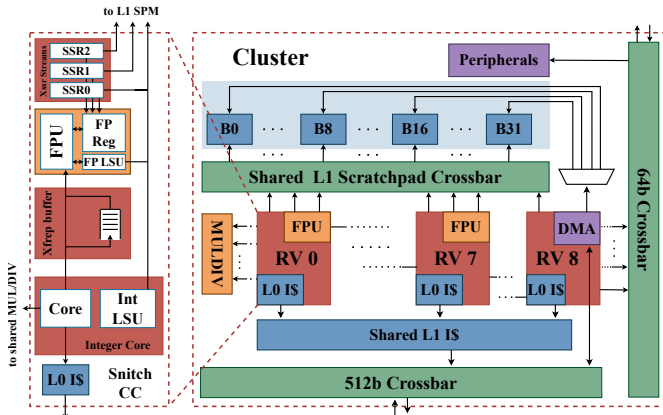 to L1 SPM
Xssr Streams
SSR2
SSR1
SSR0
FPU
FP
Reg
FP LSU
Xfrep buffer
to shared MUL/DIV
Core
Int
LSU
Integer Core
L0 I$
Snitch
CC
Cluster
Peripherals
B0
B8
B16
B31
Shared L1 Scratchpad Crossbar
MUL/DIV
FPU
RV 0
L0 I$
FPU
RV 7
L0 I$
DMA
RV 8
L0 I$
Shared L1 I$
512b Crossbar
64b Crossbar